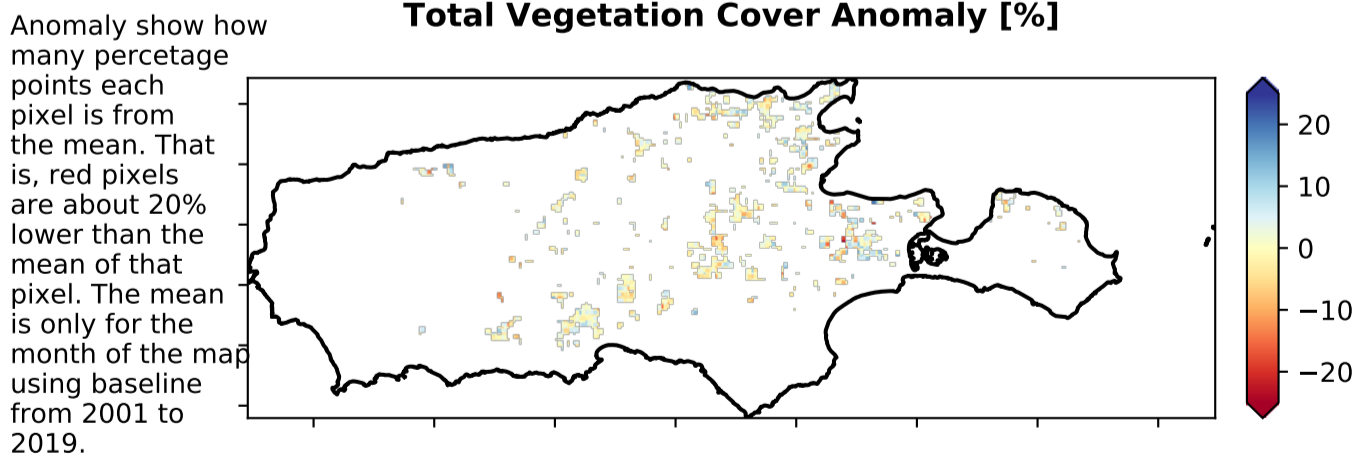 Total Vegetation Cover Anomaly [%]
Anomaly show how
many percetage
points each
pixel is from
the mean. That
is, red pixels
are about 20%
lower than the
mean of that
pixel. The mean
is only for the
month of the map
using baseline
from 2001 to
2019.
20
10
0
−10
−20